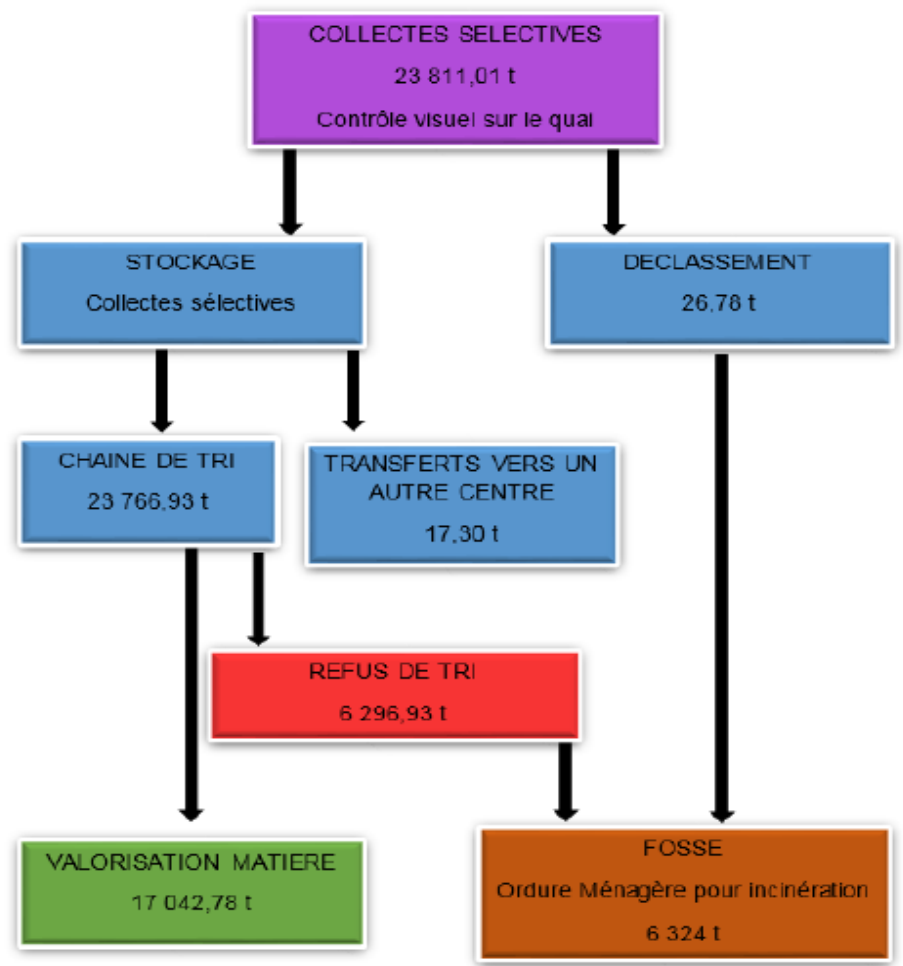 COLLECTES SELECTIVES
23 811,01 t
Contrôle visuel sur le quai
STOCKAGE
Collectes sélectives
DECLASSEMENT
26,78 t
CHAINE DE TRI
23 766,93 t
TRANSFERTS VERS UN
AUTRE CENTRE
17,30 t
REFUS DE TRI
6 296,93 t
VALORISATION MATIERE
17 042,78 t
FOSSE
Ordure Ménagère pour incinération
6 324 t